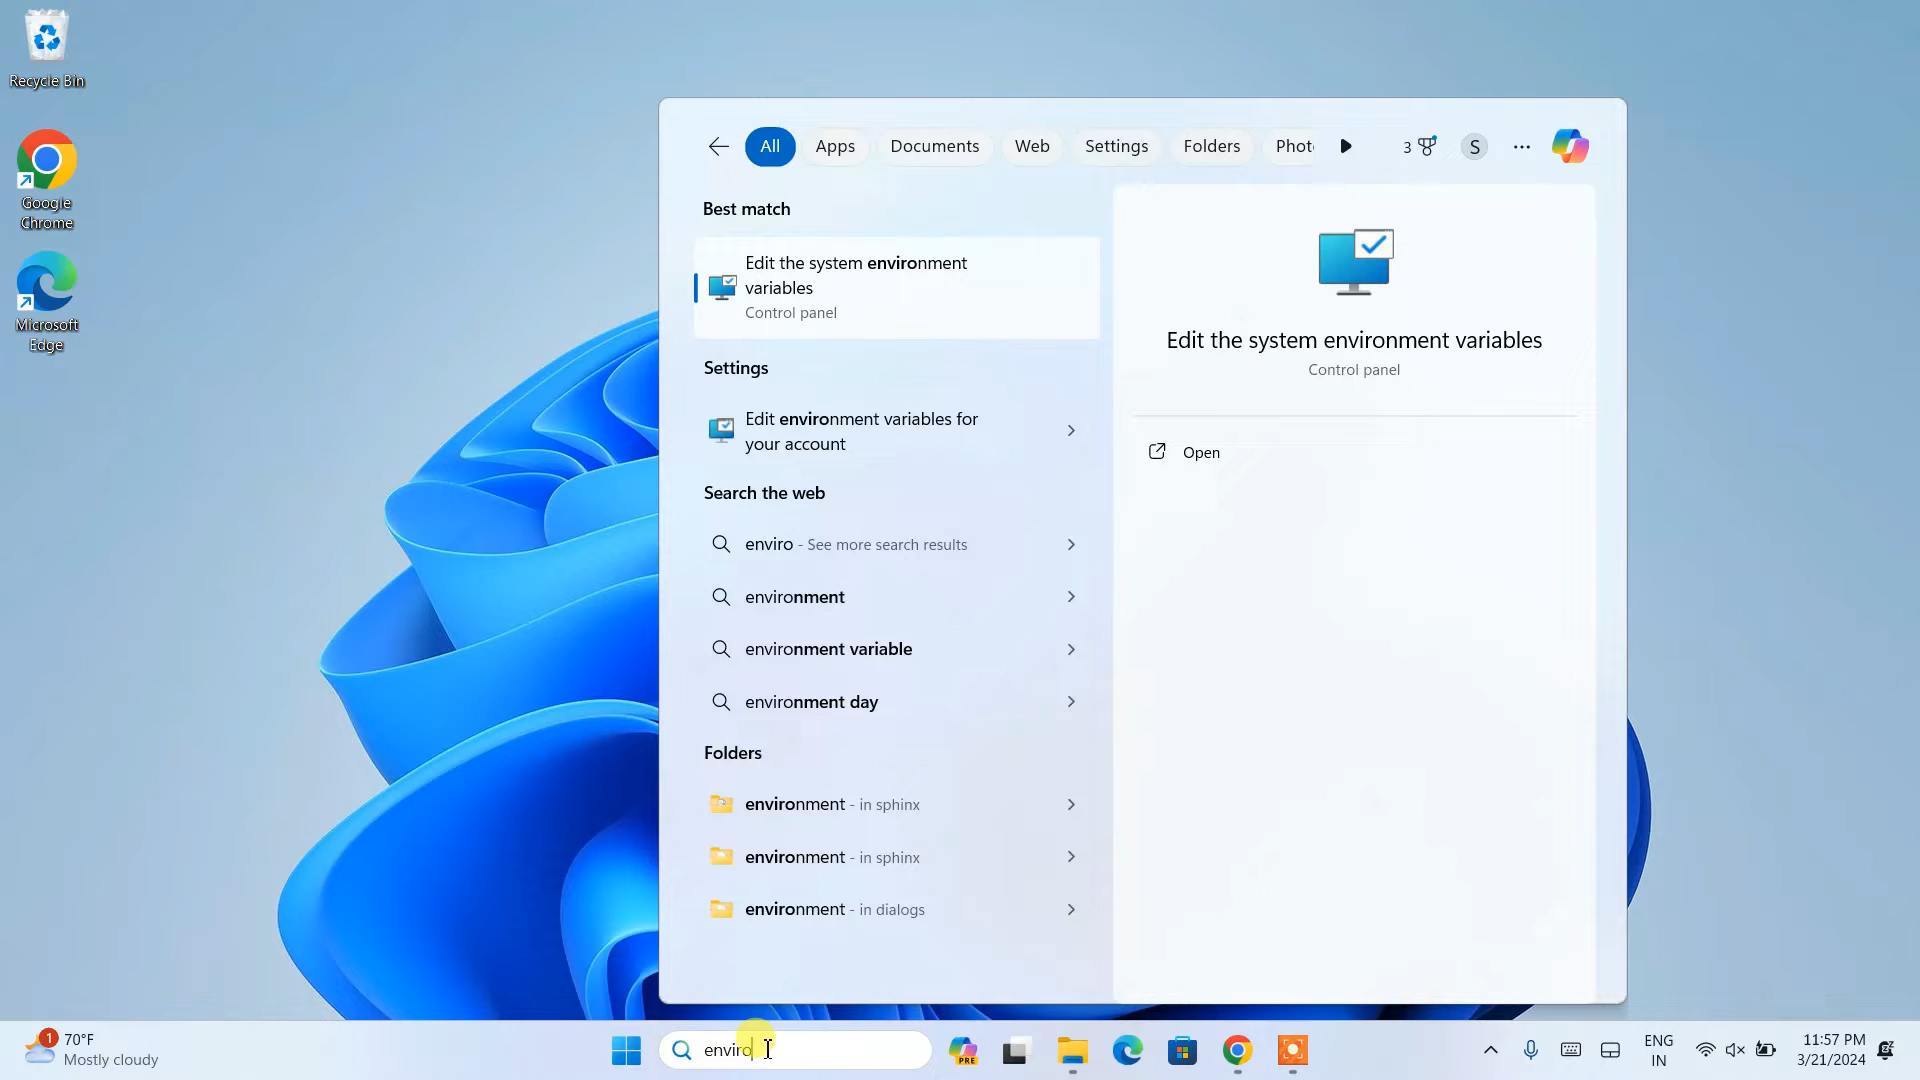 Recycle Bin
Google
Chrome
Microsoft
Edge
All
Apps
Documents
Web
Settings
Folders
Phot
3
S
Best match
Edit the system environment
variables
Control panel
Settings
Edit environment variables for
your account
Search the web
enviro - See more search results
environment
environment variable
environment day
Folders
environment - in sphinx
environment - in sphinx
environment - in dialogs
Edit the system environment variables
Control panel
Open
1
70°F
Mostly cloudy
enviro
PRE
ENG
IN
11:57 PM
3/21/2024